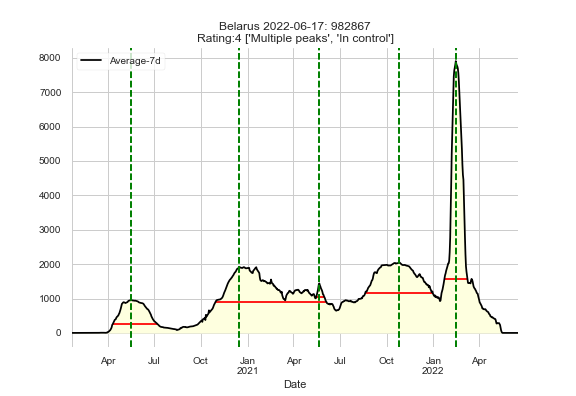 Belarus 2022-06-17: 982867
Rating:4 ['Multiple peaks', 'In control']
Average-7d
8000
7000
6000
5000
4000
3000
2000
1000
0
Apr Jul Oct Jan Apr Jul Oct Jan Apr
2021 2022
Date